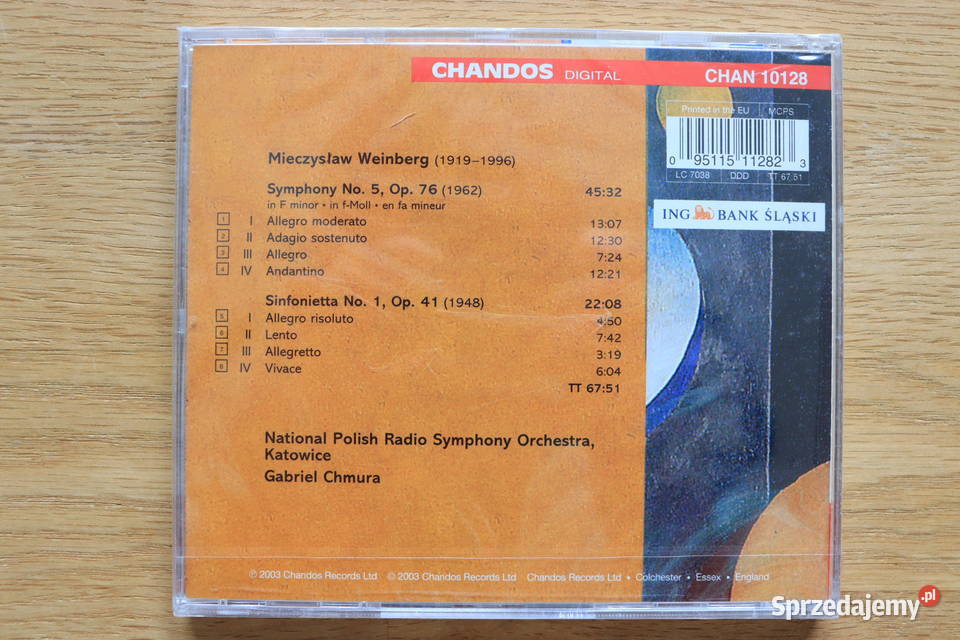 CHANDOS DIGITAL CHAN 10128
Printed in the EU MCPS
0 95115 11282 3
LC 7038 DDD TT 67:51
ING BANK ŚLĄSKI
Mieczysław Weinberg (1919–1996)
Symphony No. 5, Op. 76 (1962) 45:32
in F minor · in f-Moll · en fa mineur
1 I Allegro moderato 13:07
2 II Adagio sostenuto 12:30
3 III Allegro 7:24
4 IV Andantino 12:21
Sinfonietta No. 1, Op. 41 (1948) 22:08
5 I Allegro risoluto 4:50
6 II Lento 7:42
7 III Allegretto 3:19
8 IV Vivace 6:04
TT 67:51
National Polish Radio Symphony Orchestra,
Katowice
Gabriel Chmura
℗ 2003 Chandos Records Ltd © 2003 Chandos Records Ltd Chandos Records Ltd • Colchester • Essex • England
Sprzedajemy.pl